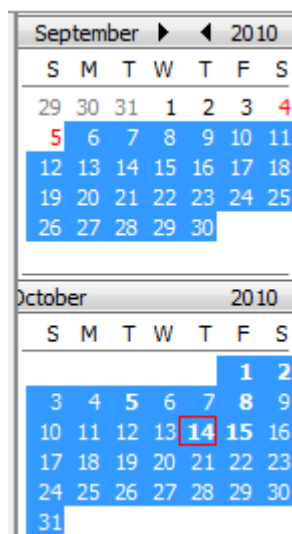 September 2010
S M T W T F S
29 30 31 1 2 3 4
5 6 7 8 9 10 11
12 13 14 15 16 17 18
19 20 21 22 23 24 25
26 27 28 29 30
October 2010
S M T W T F S
1 2
3 4 5 6 7 8 9
10 11 12 13 14 15 16
17 18 19 20 21 22 23
24 25 26 27 28 29 30
31